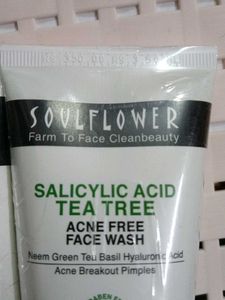 SOULFLOWER
Farm To Face Cleanbeauty
SALICYLIC ACID
TEA TREE
ACNE FREE
FACE WASH
Neem Green Tea Basil Hyaluronic Acid
Acne Breakout Pimples